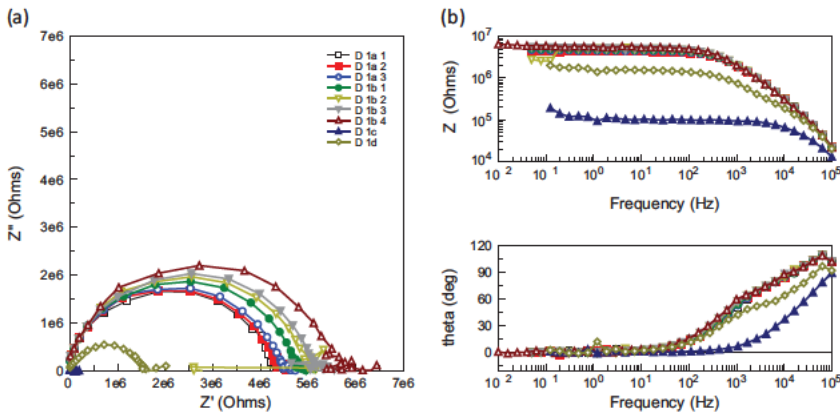 (a)
7e6
6e6
5e6
4e6
3e6
2e6
1e6
0
Z'' (Ohms)
D 1a 1
D 1a 2
D 1a 3
D 1b 1
D 1b 2
D 1b 3
D 1b 4
D 1c
D 1d
0 1e6 2e6 3e6 4e6 5e6 6e6 7e6
Z' (Ohms)
(b)
10^7
10^6
10^5
10^4
Z (Ohms)
10^-2 10^-1 10^0 10^1 10^2 10^3 10^4 10^5
Frequency (Hz)
120
90
60
30
0
theta (deg)
10^-2 10^-1 10^0 10^1 10^2 10^3 10^4 10^5
Frequency (Hz)